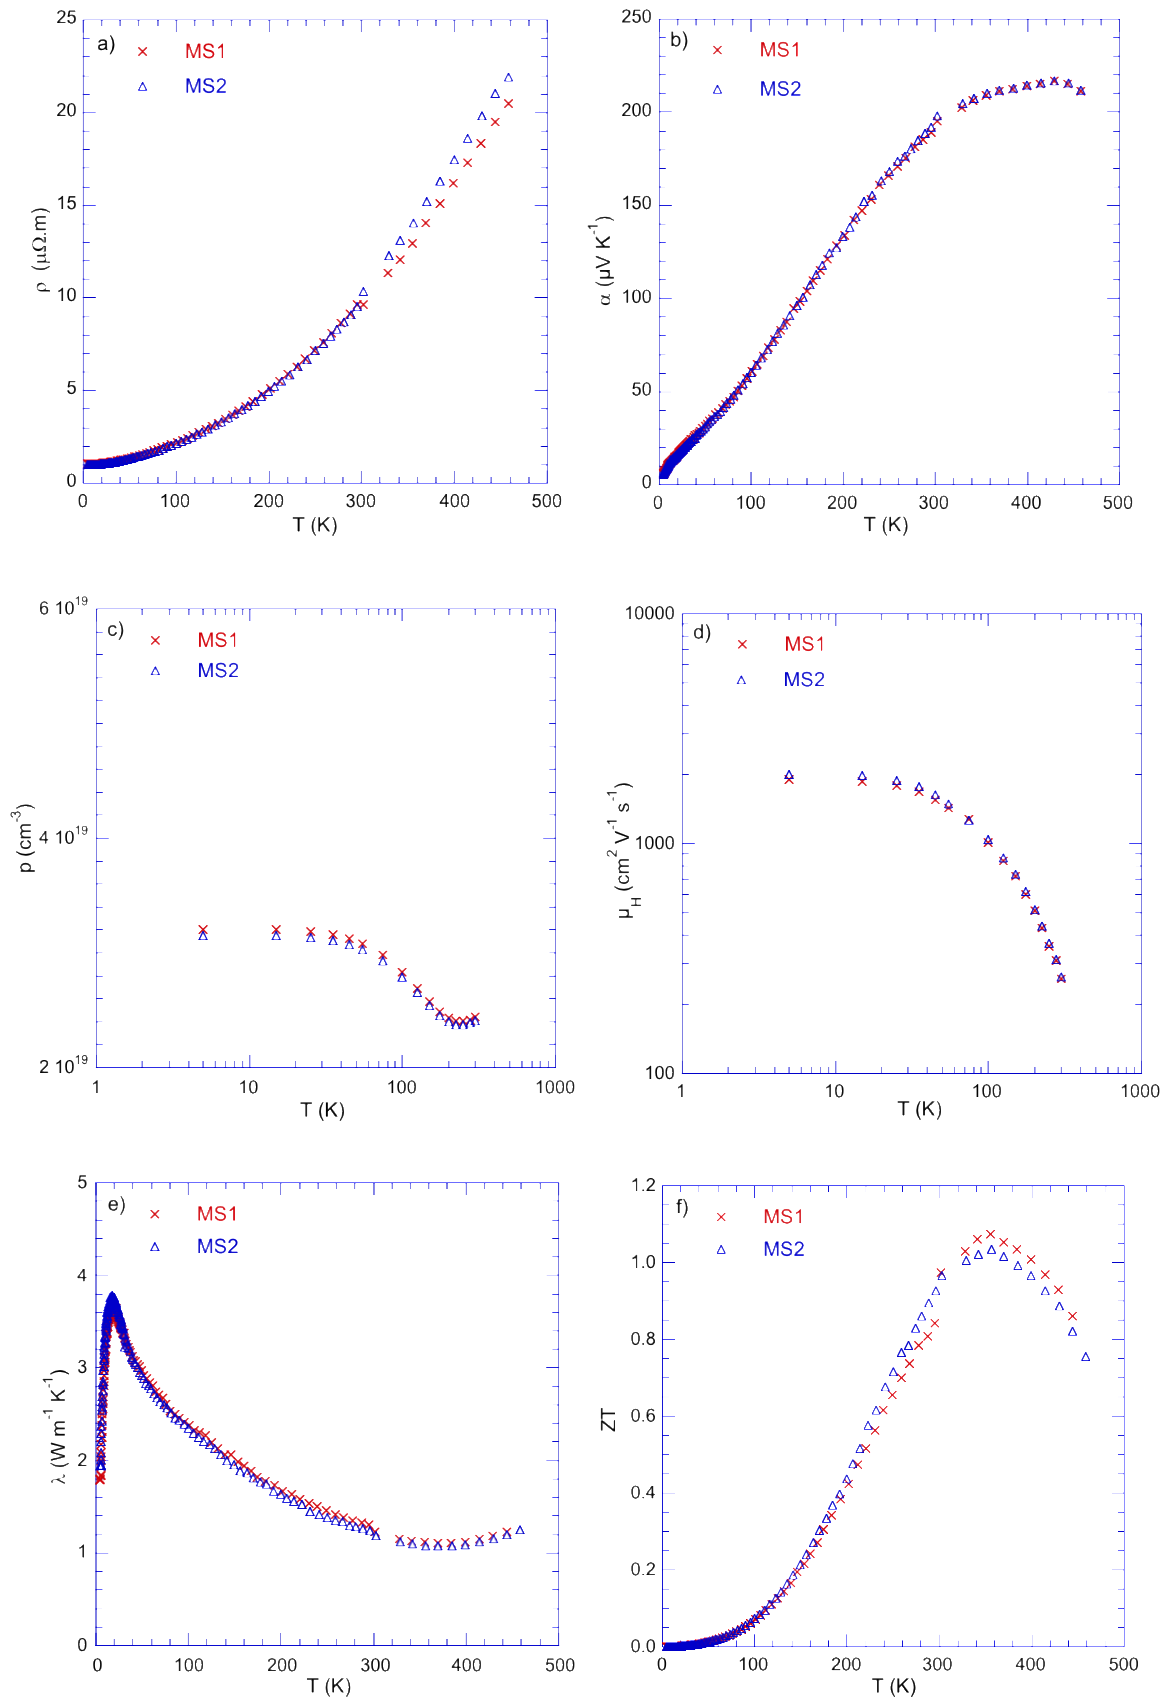 a)
MS1
MS2
25
20
15
10
5
0
ρ (μΩ.m)
0 100 200 300 400 500
T (K)
b)
MS1
MS2
250
200
150
100
50
0
α (μV K⁻¹)
0 100 200 300 400 500
T (K)
c)
MS1
MS2
6 10¹⁹
4 10¹⁹
2 10¹⁹
p (cm⁻³)
1 10 100 1000
T (K)
d)
MS1
MS2
10000
1000
100
μ_H (cm² V⁻¹ s⁻¹)
1 10 100 1000
T (K)
e)
MS1
MS2
5
4
3
2
1
0
λ (W m⁻¹ K⁻¹)
0 100 200 300 400 500
T (K)
f)
MS1
MS2
1.2
1.0
0.8
0.6
0.4
0.2
0.0
ZT
0 100 200 300 400 500
T (K)